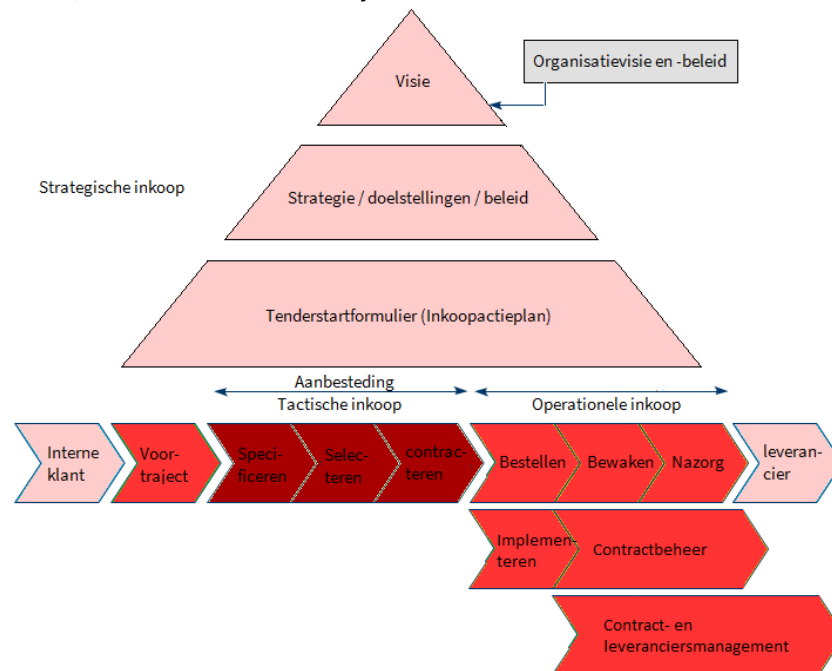 Visie
Organisatievisie en -beleid
Strategische inkoop
Strategie / doelstellingen / beleid
Tenderstartformulier (Inkoopactieplan)
Aanbesteding
Tactische inkoop
Operationele inkoop
Interne
klant
Voor-
traject
Speci-
ficeren
Selec-
teren
contrac-
teren
Bestellen
Bewaken
Nazorg
leveran-
cier
Implemen-
teren
Contractbeheer
Contract- en
leveranciersmanagement